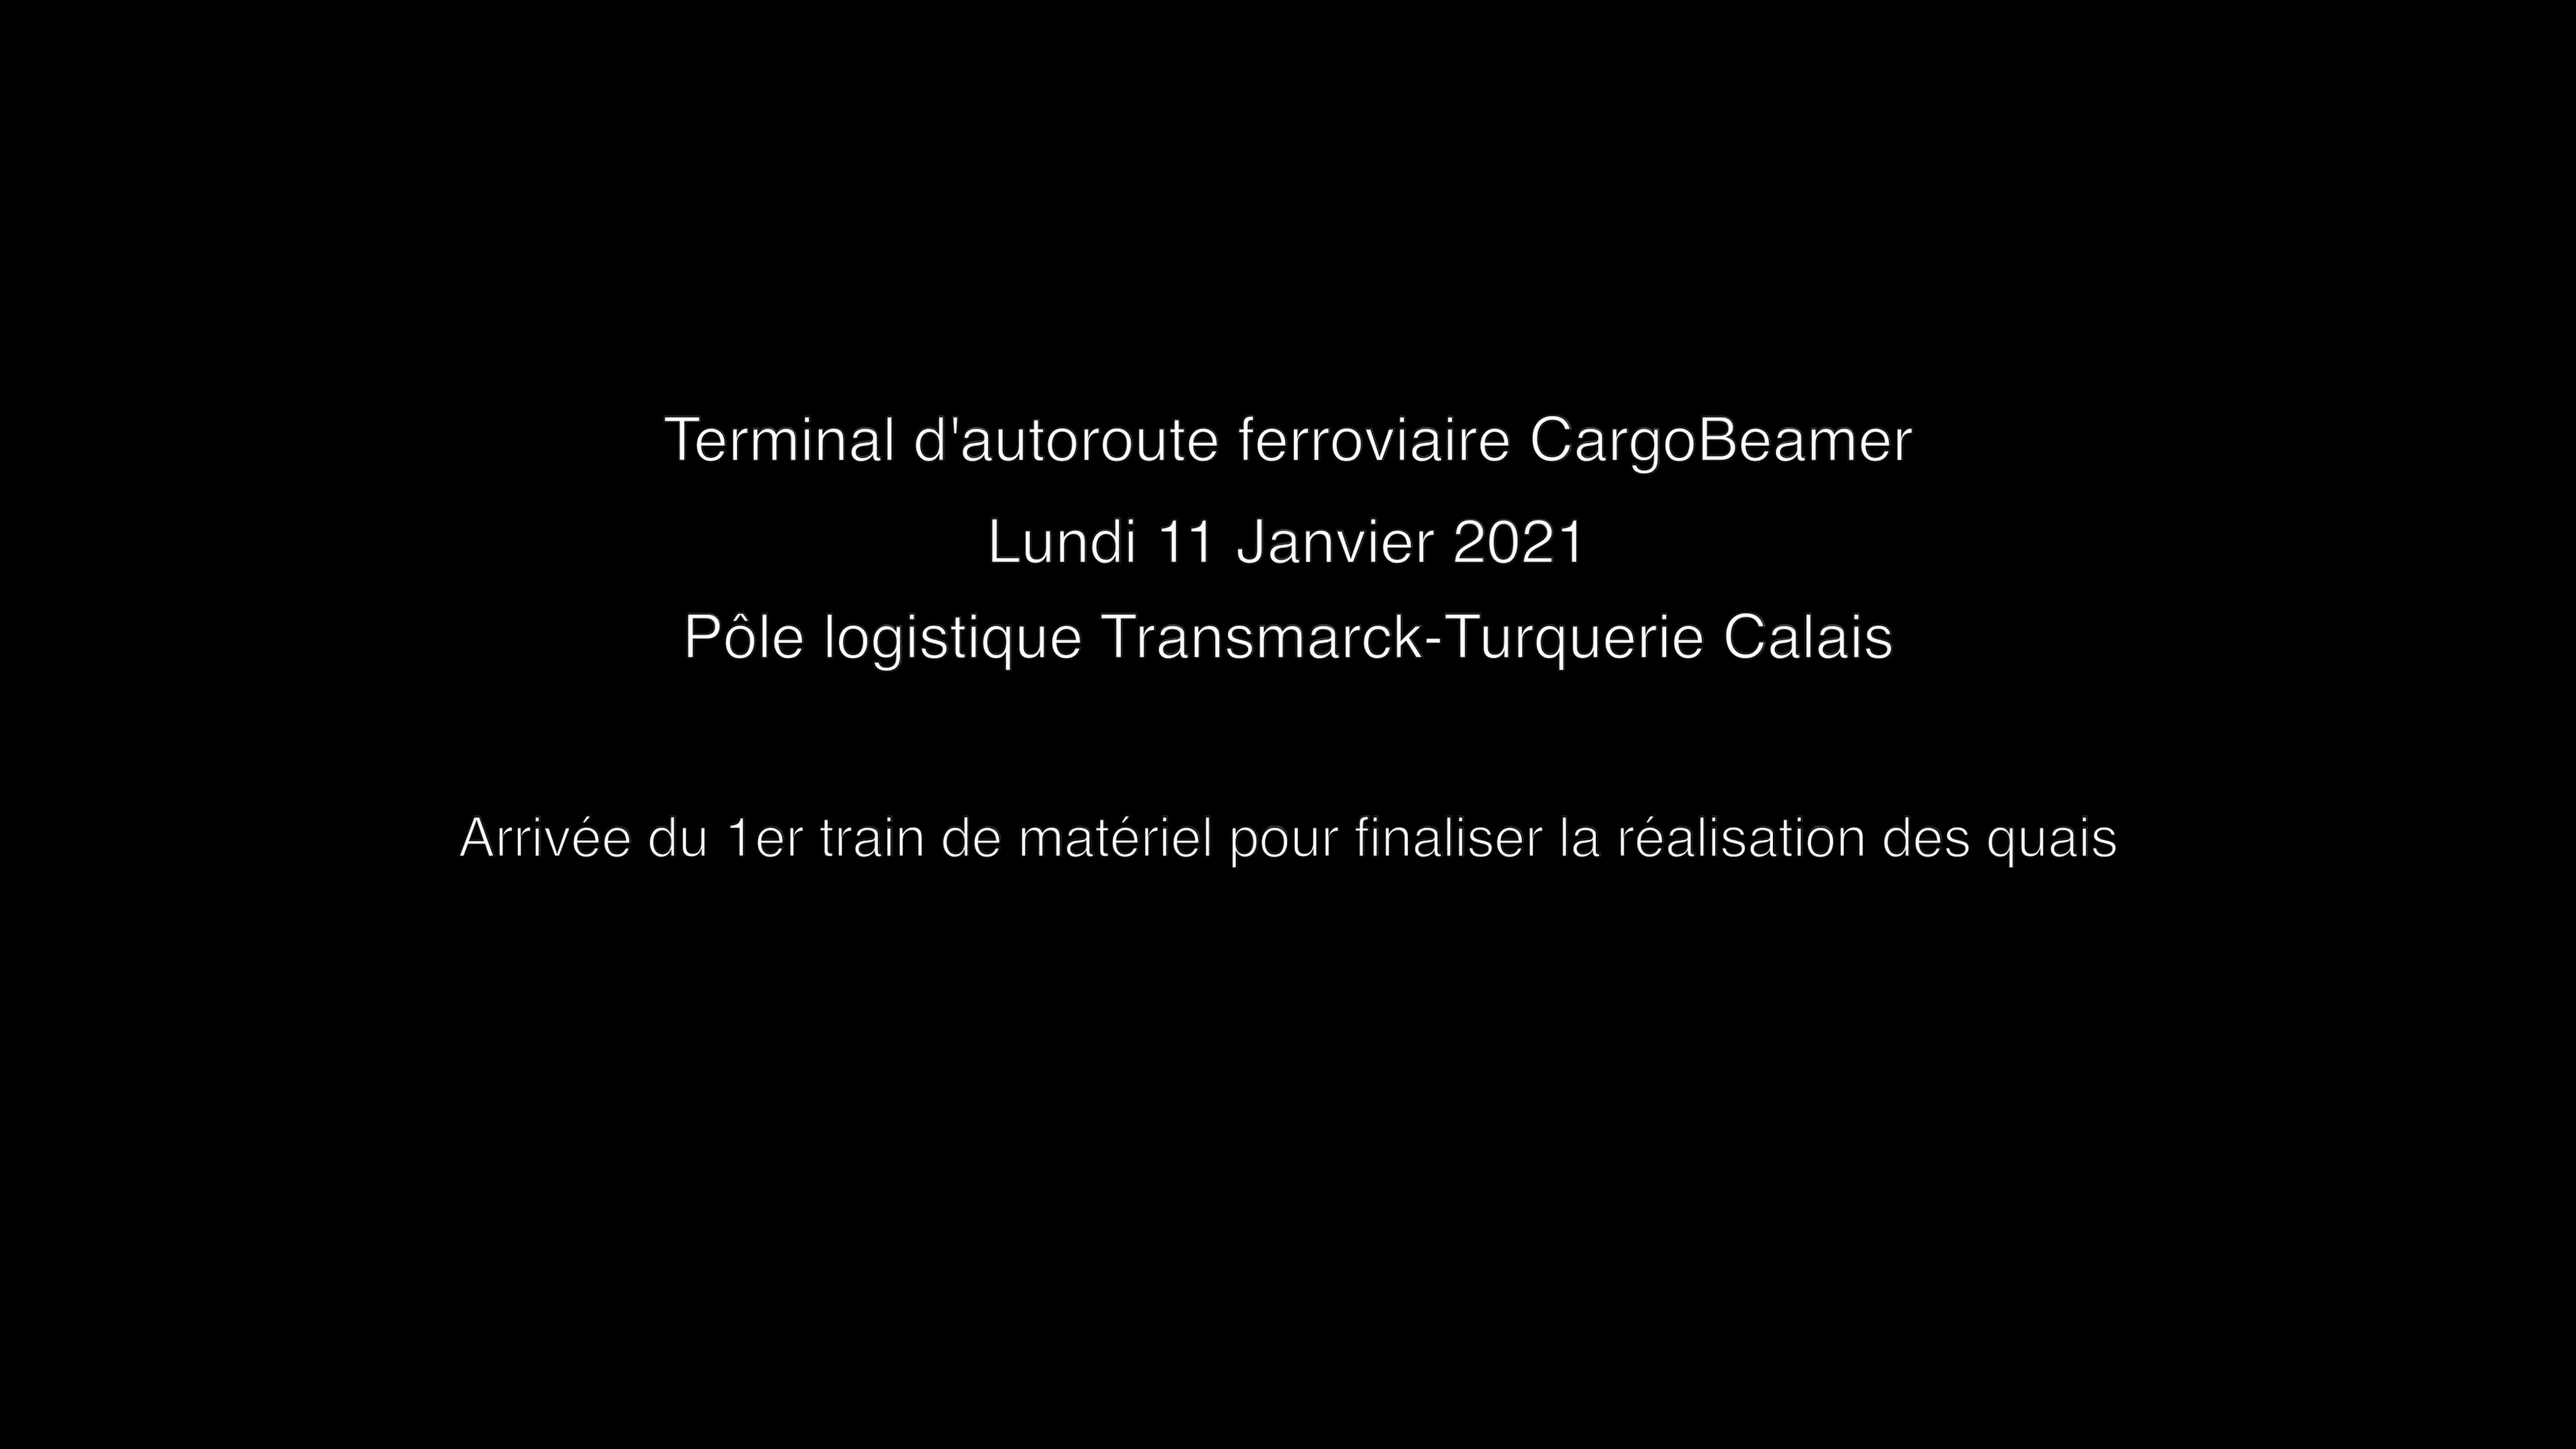 Terminal d'autoroute ferroviaire CargoBeamer
Lundi 11 Janvier 2021
Pôle logistique Transmarck-Turquerie Calais
Arrivée du 1er train de matériel pour finaliser la réalisation des quais